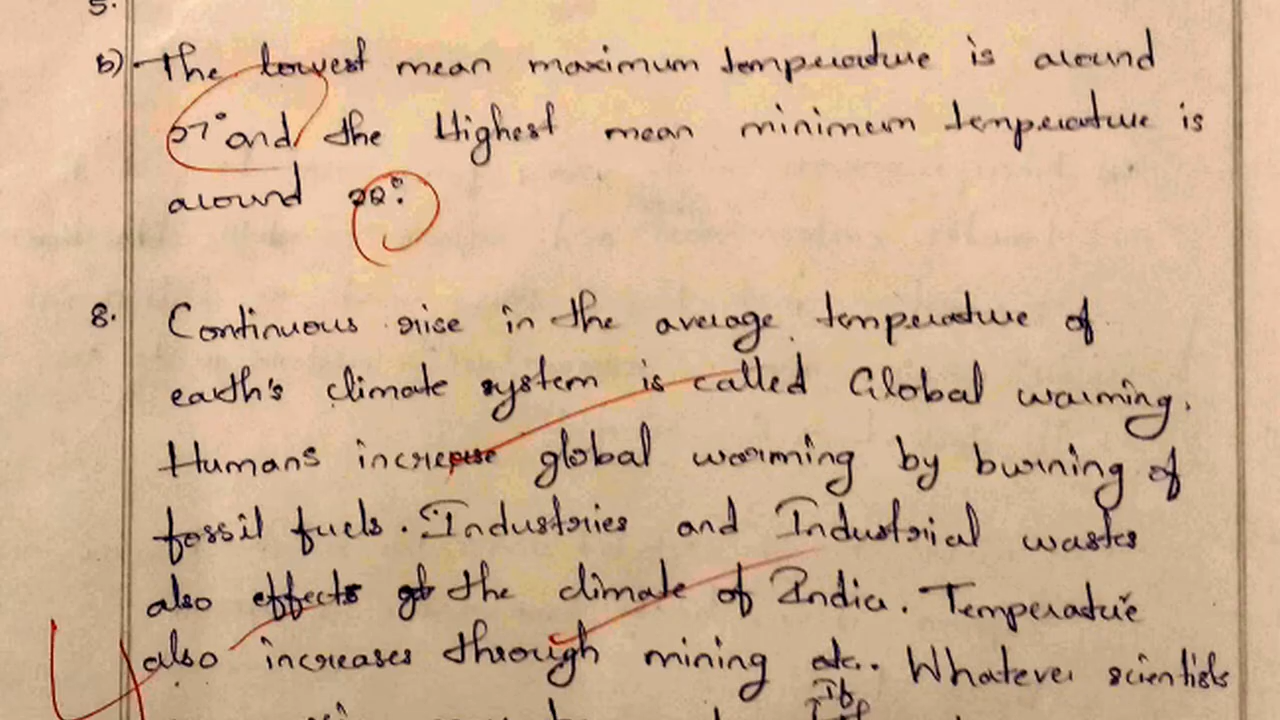 5.
b) The lowest mean maximum temperature is around
27° and the Highest mean minimum temperature is
around 22°.
8. Continuous rise in the average temperature of
earth's climate system is called Global warming.
Humans increase global warming by burning of
fossil fuels. Industries and Industrial wastes
also effects the climate of India. Temperature
also increases through mining etc.. Whatever scientists